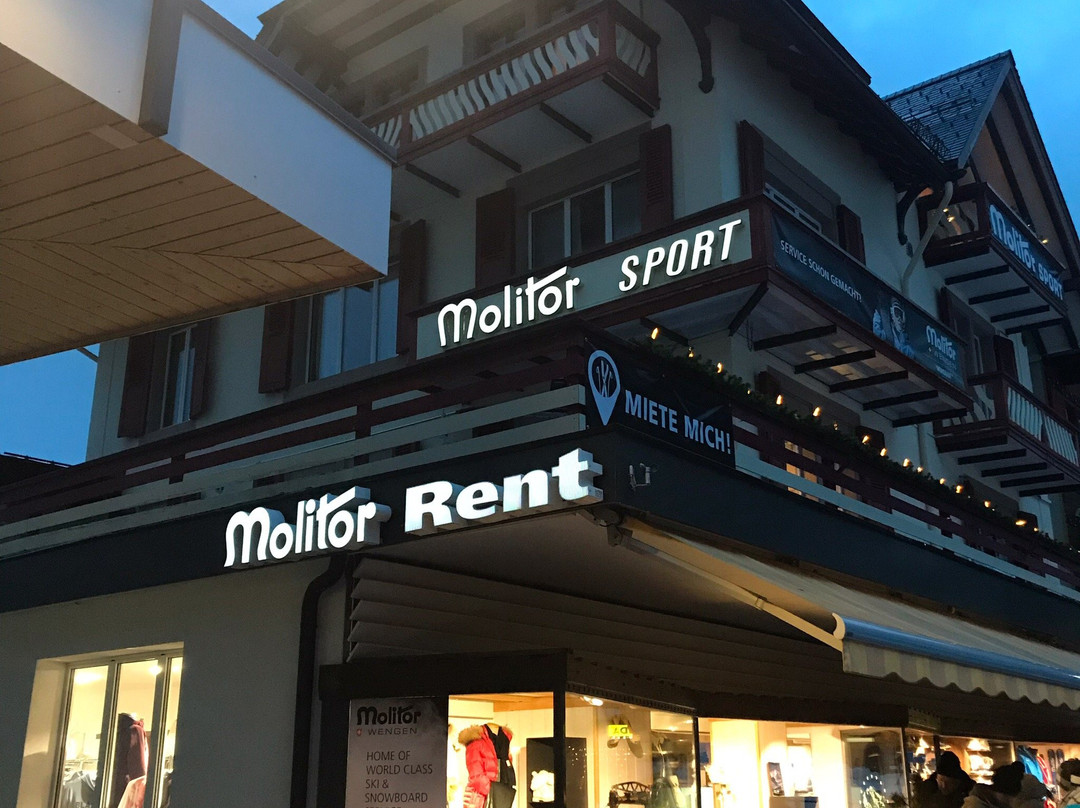 Molitor SPORT
SERVICE SCHON GEMACHT?
Molitor
WENGEN
Molitor SPORT
MIETE MICH!
Molitor Rent
Molitor
WENGEN
HOME OF
WORLD CLASS
SKI &
SNOWBOARD